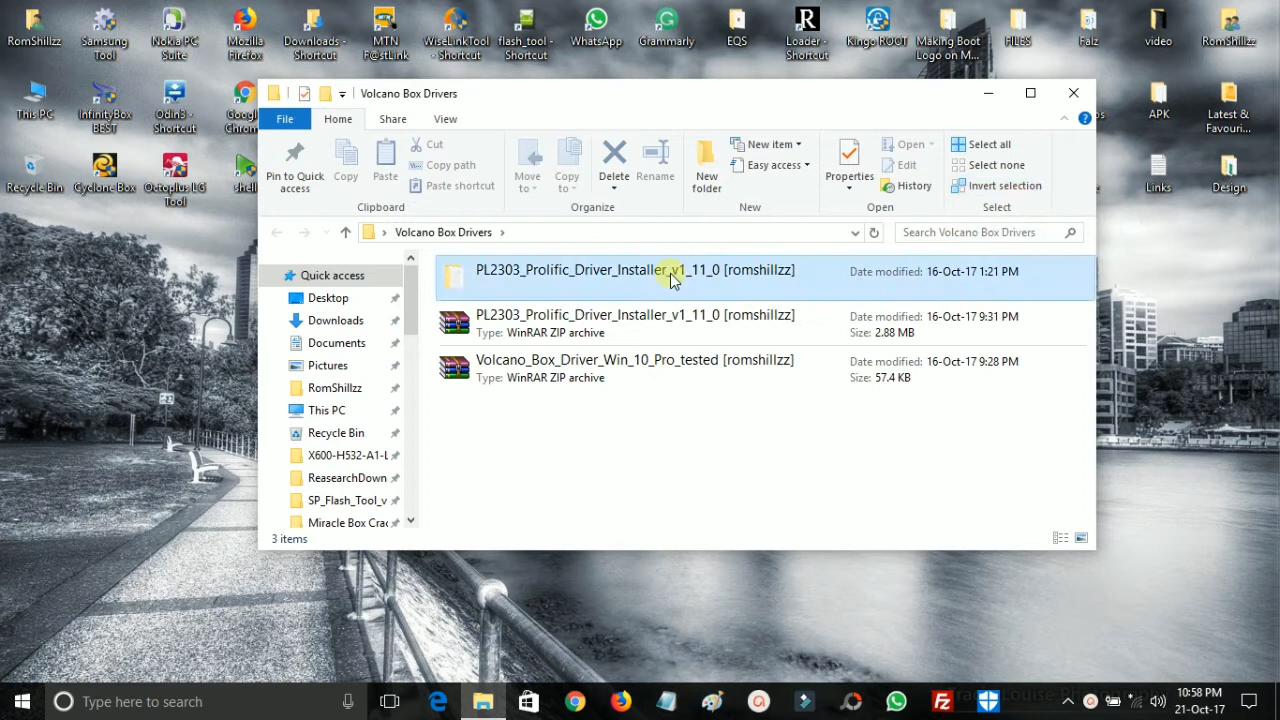 RomShillzz
Samsung
Tool
Nokia PC
Suite
Mozilla
Firefox
Downloads -
Shortcut
MTN
F@stLink
WiseLinkTool
- Shortcut
flash_tool -
Shortcut
WhatsApp
Grammarly
EQS
Loader -
Shortcut
Kingo ROOT
Making Boot
Logo on M...
FILES
Falz
video
RomShillzz
This PC
InfinityBox
BEST
Odin3 -
Shortcut
APK
Latest &
Favouri...
Recycle Bin
Cyclone Box
Octoplus LG
Tool
shell
Links
Design
Volcano Box Drivers
File
Home
Share
View
Pin to Quick
access
Copy
Paste
Cut
Copy path
Paste shortcut
Clipboard
Move
to
Copy
to
Delete
Rename
Organize
New
folder
New item
Easy access
New
Properties
Open
Edit
History
Open
Select all
Select none
Invert selection
Select
Volcano Box Drivers
Search Volcano Box Drivers
Quick access
Desktop
Downloads
Documents
Pictures
RomShillzz
This PC
Recycle Bin
X600-H532-A1-L
ReasearchDown
SP_Flash_Tool_v
Miracle Box Crac
PL2303_Prolific_Driver_Installer_v1_11_0 [romshillzz]
Date modified: 16-Oct-17 1:21 PM
PL2303_Prolific_Driver_Installer_v1_11_0 [romshillzz]
Date modified: 16-Oct-17 9:31 PM
Type: WinRAR ZIP archive
Size: 2.88 MB
Volcano_Box_Driver_Win_10_Pro_tested [romshillzz]
Date modified: 16-Oct-17 9:28 PM
Type: WinRAR ZIP archive
Size: 57.4 KB
3 items
Type here to search
10:58 PM
21-Oct-17